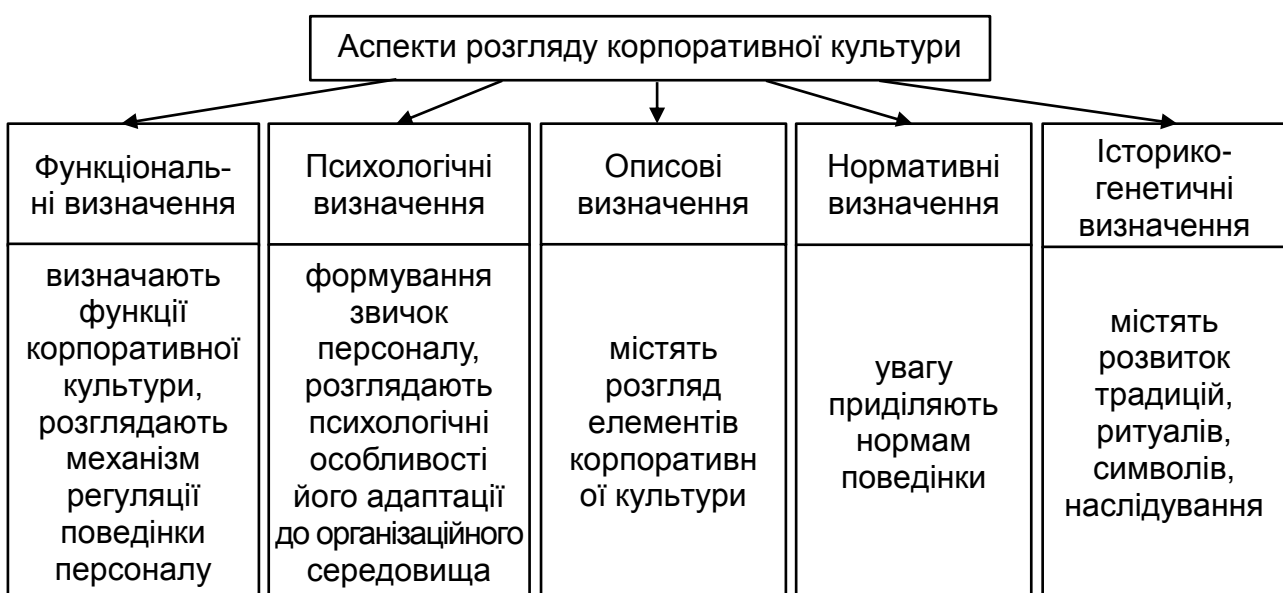 Аспекти розгляду корпоративної культури
Функціональ-
ні визначення
Психологічні
визначення
Описові
визначення
Нормативні
визначення
Історико-
генетичні
визначення
визначають
функції
корпоративної
культури,
розглядають
механізм
регуляції
поведінки
персоналу
формування
звичок
персоналу,
розглядають
психологічні
особливості
його адаптації
до організаційного
середовища
містять
розгляд
елементів
корпоративн
ої культури
увагу
приділяють
нормам
поведінки
містять
розвиток
традицій,
ритуалів,
символів,
наслідування